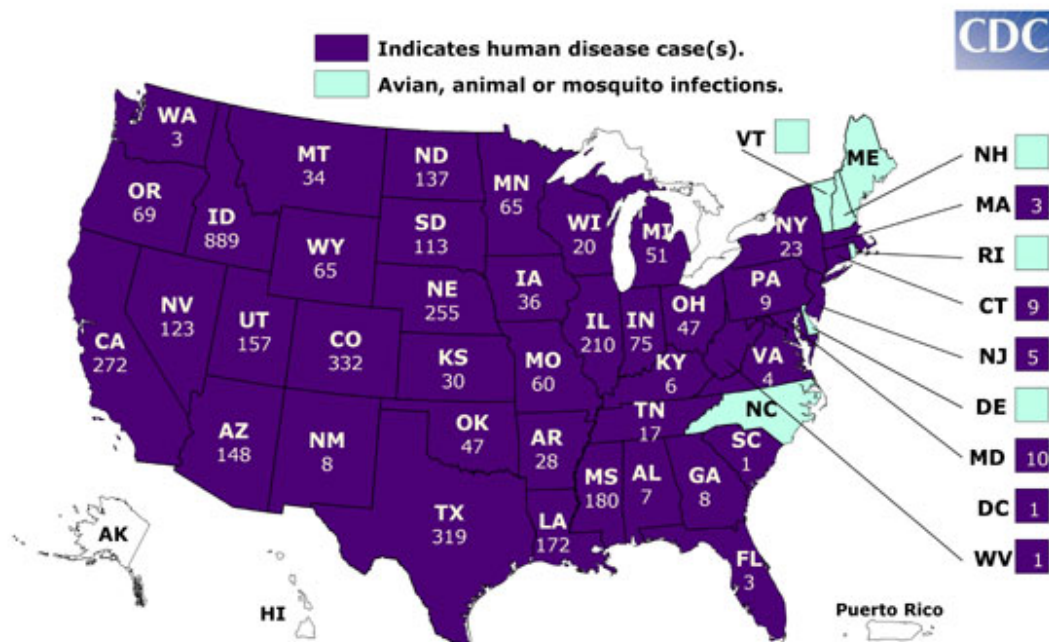 CDC
Indicates human disease case(s).
Avian, animal or mosquito infections.
WA
3
MT
34
ND
137
MN
65
VT
ME
NH
OR
69
ID
889
WY
65
SD
113
WI
20
MI
51
NY
23
MA 3
RI
NV
123
UT
157
CO
332
NE
255
IA
36
IL
210
IN
75
OH
47
PA
9
CT 9
CA
272
KS
30
MO
60
KY
6
VA
4
NJ 5
AZ
148
NM
8
OK
47
AR
28
TN
17
NC
DE
SC
1
MS
180
AL
7
GA
8
MD 10
TX
319
LA
172
DC 1
AK
FL
3
WV 1
HI
Puerto Rico